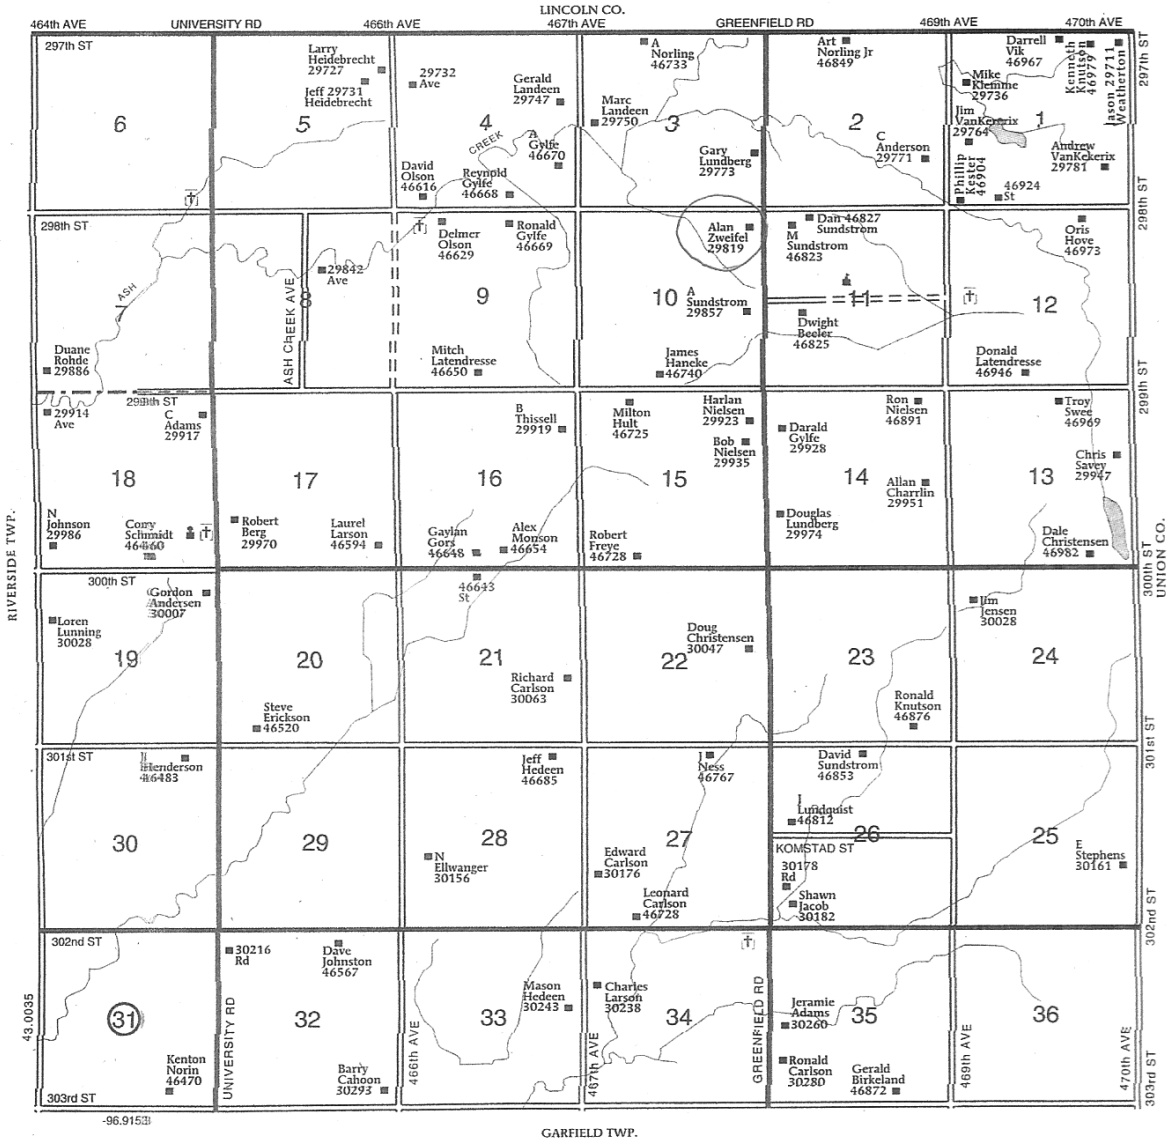 LINCOLN CO.
464th AVE
UNIVERSITY RD
466th AVE
467th AVE
GREENFIELD RD
469th AVE
470th AVE
297th ST
297th ST
6
Larry
Heidebrecht
29727
Jeff 29731
Heidebrecht
5
29732
Ave
Gerald
Landeen
29747
4
CREEK
A
Gylfe
46670
David
Olson
46616
Reynold
Gylfe
46668
A
Norling
46733
Marc
Landeen
29750
3
Gary
Lundberg
29773
Art
Norling Jr
46849
2
C
Anderson
29771
Darrell
Vik
46967
Kenneth
Knutson
46979
Jason 29711
Weatherton
Mike
Klemme
29736
Jim
VanKekerix
29764
1
Andrew
VanKekerix
29781
Phillip
Kester
46904
46924
St
298th ST
298th ST
ASH
7
Duane
Rohde
29886
29842
Ave
8
ASH CREEK AVE
Delmer
Olson
46629
Ronald
Gylfe
46669
9
Mitch
Latendresse
46650
Alan
Zweifel
29819
10
A
Sundstrom
29857
James
Hancke
46740
Dan 46827
Sundstrom
M
Sundstrom
46823
11
Dwight
Beeler
46825
Oris
Hove
46973
12
Donald
Latendresse
46946
299th ST
299th ST
29914
Ave
C
Adams
29917
18
N
Johnson
29986
Cory
Schmidt
46460
17
Robert
Berg
29970
Laurel
Larson
46594
B
Thissell
29919
16
Gaylan
Gors
46648
Alex
Monson
46654
Milton
Hult
46725
Harlan
Nielsen
29923
Bob
Nielsen
29935
15
Robert
Freye
46728
Ron
Nielsen
46891
Darald
Gylfe
29928
14
Allan
Charrlin
29951
Douglas
Lundberg
29974
Troy
Swee
46969
Chris
Savey
29947
13
Dale
Christensen
46982
RIVERSIDE TWP.
UNION CO.
300th ST
300th ST
Gordon
Andersen
30007
Loren
Lunning
30028
19
20
Steve
Erickson
46520
46643
St
21
Richard
Carlson
30063
Doug
Christensen
30047
22
23
Ronald
Knutson
46876
Jim
Jensen
30028
24
301st ST
301st ST
Henderson
46483
30
29
Jeff
Hedeen
46685
28
N
Ellwanger
30156
J
Ness
46767
27
Edward
Carlson
30176
Leonard
Carlson
46728
David
Sundstrom
46853
J
Lundquist
46812
26
KOMSTAD ST
30178
Rd
Shawn
Jacob
30182
25
E
Stephens
30161
302nd ST
302nd ST
43.0035
31
Kenton
Norin
46470
30216
Rd
Dave
Johnston
46567
UNIVERSITY RD
32
Barry
Cahoon
30293
466th AVE
33
Mason
Hedeen
30243
467th AVE
Charles
Larson
30238
34
GREENFIELD RD
Jeramie
Adams
30260
35
Ronald
Carlson
30280
Gerald
Birkeland
46872
469th AVE
36
470th AVE
303rd ST
303rd ST
GARFIELD TWP.